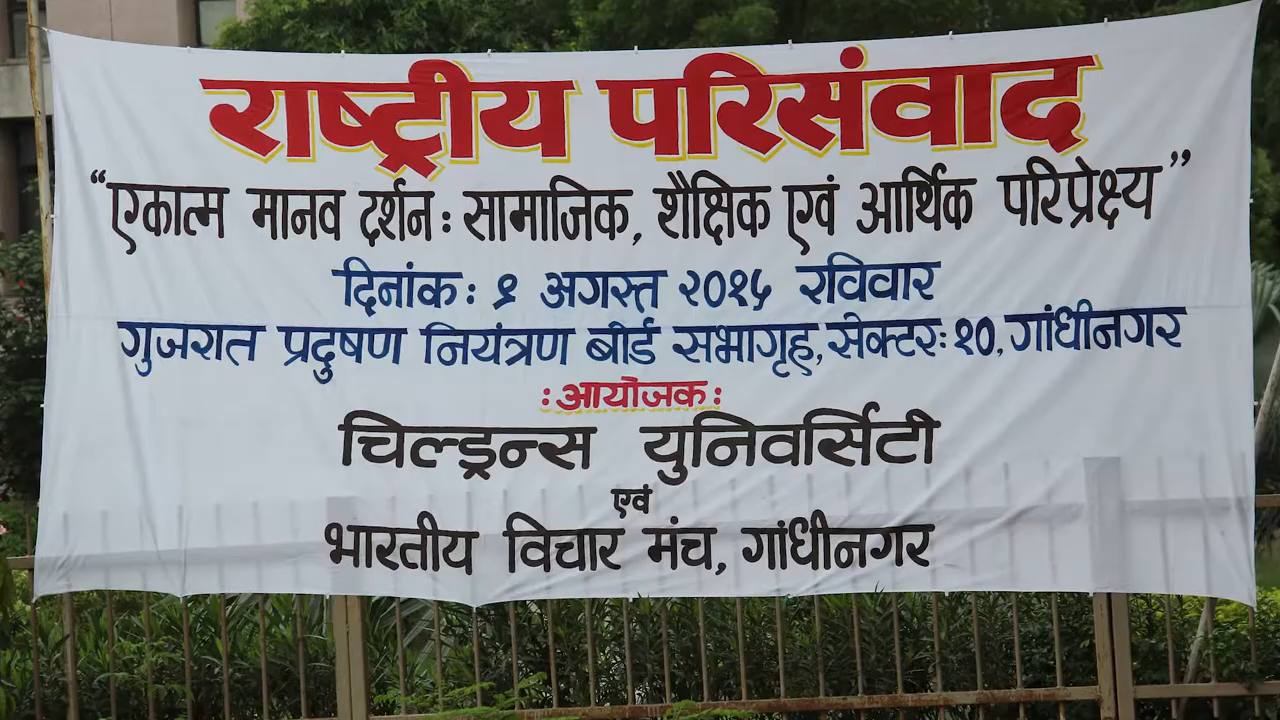 राष्ट्रीय परिसंवाद
“एकात्म मानव दर्शन : सामाजिक, शैक्षिक एवं आर्थिक परिप्रेक्ष्य”
दिनांक : ९ अगस्त २०१५ रविवार
गुजरात प्रदुषण नियंत्रण बोर्ड सभागृह, सेक्टर: १०, गांधीनगर
: आयोजक :
चिल्ड्रन्स युनिवर्सिटी
एवं
भारतीय विचार मंच, गांधीनगर